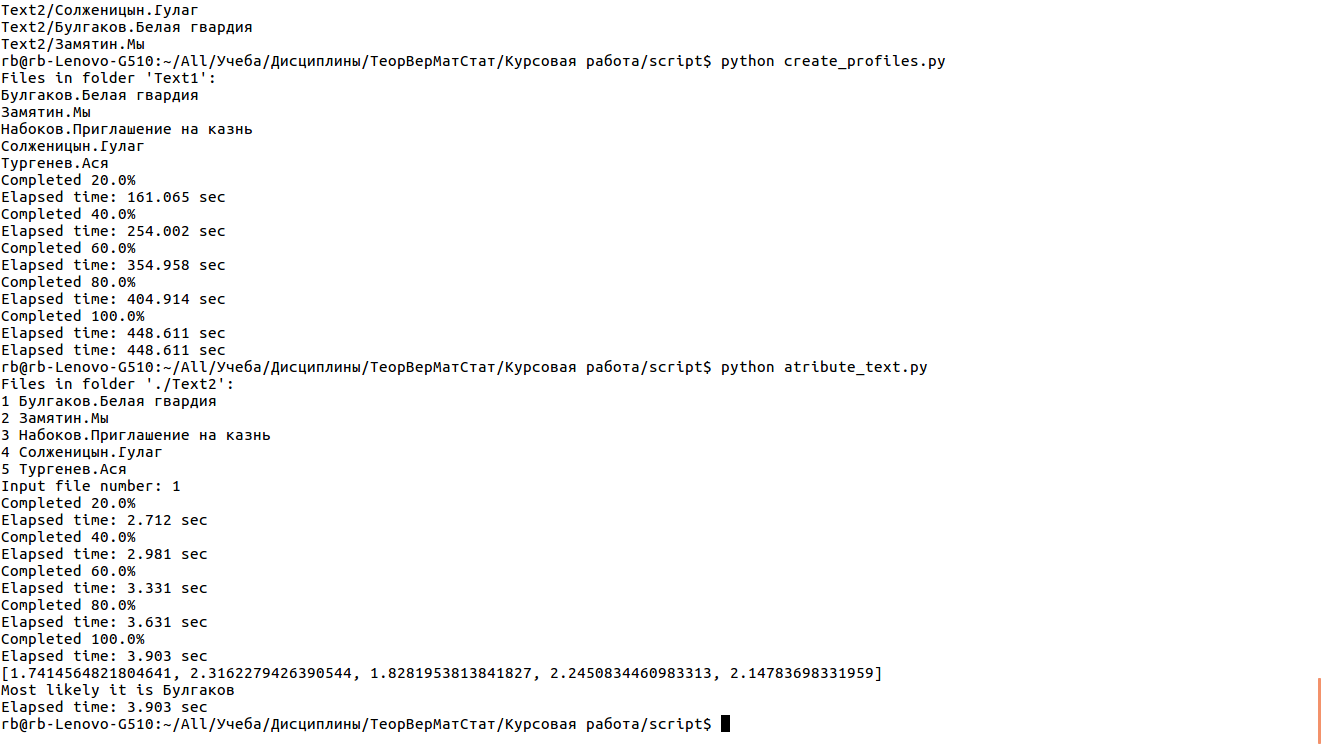 Text2/Солженицын.Гулаг
Text2/Булгаков.Белая гвардия
Text2/Замятин.Мы
rb@rb-Lenovo-G510:~/All/Учеба/Дисциплины/ТеорВерМатСтат/Курсовая работа/script$ python create_profiles.py
Files in folder 'Text1':
Булгаков.Белая гвардия
Замятин.Мы
Набоков.Приглашение на казнь
Солженицын.Гулаг
Тургенев.Ася
Completed 20.0%
Elapsed time: 161.065 sec
Completed 40.0%
Elapsed time: 254.002 sec
Completed 60.0%
Elapsed time: 354.958 sec
Completed 80.0%
Elapsed time: 404.914 sec
Completed 100.0%
Elapsed time: 448.611 sec
Elapsed time: 448.611 sec
rb@rb-Lenovo-G510:~/All/Учеба/Дисциплины/ТеорВерМатСтат/Курсовая работа/script$ python atribute_text.py
Files in folder './Text2':
1 Булгаков.Белая гвардия
2 Замятин.Мы
3 Набоков.Приглашение на казнь
4 Солженицын.Гулаг
5 Тургенев.Ася
Input file number: 1
Completed 20.0%
Elapsed time: 2.712 sec
Completed 40.0%
Elapsed time: 2.981 sec
Completed 60.0%
Elapsed time: 3.331 sec
Completed 80.0%
Elapsed time: 3.631 sec
Completed 100.0%
Elapsed time: 3.903 sec
[1.7414564821804641, 2.3162279426390544, 1.8281953813841827, 2.2450834460983313, 2.14783698331959]
Most likely it is Булгаков
Elapsed time: 3.903 sec
rb@rb-Lenovo-G510:~/All/Учеба/Дисциплины/ТеорВерМатСтат/Курсовая работа/script$